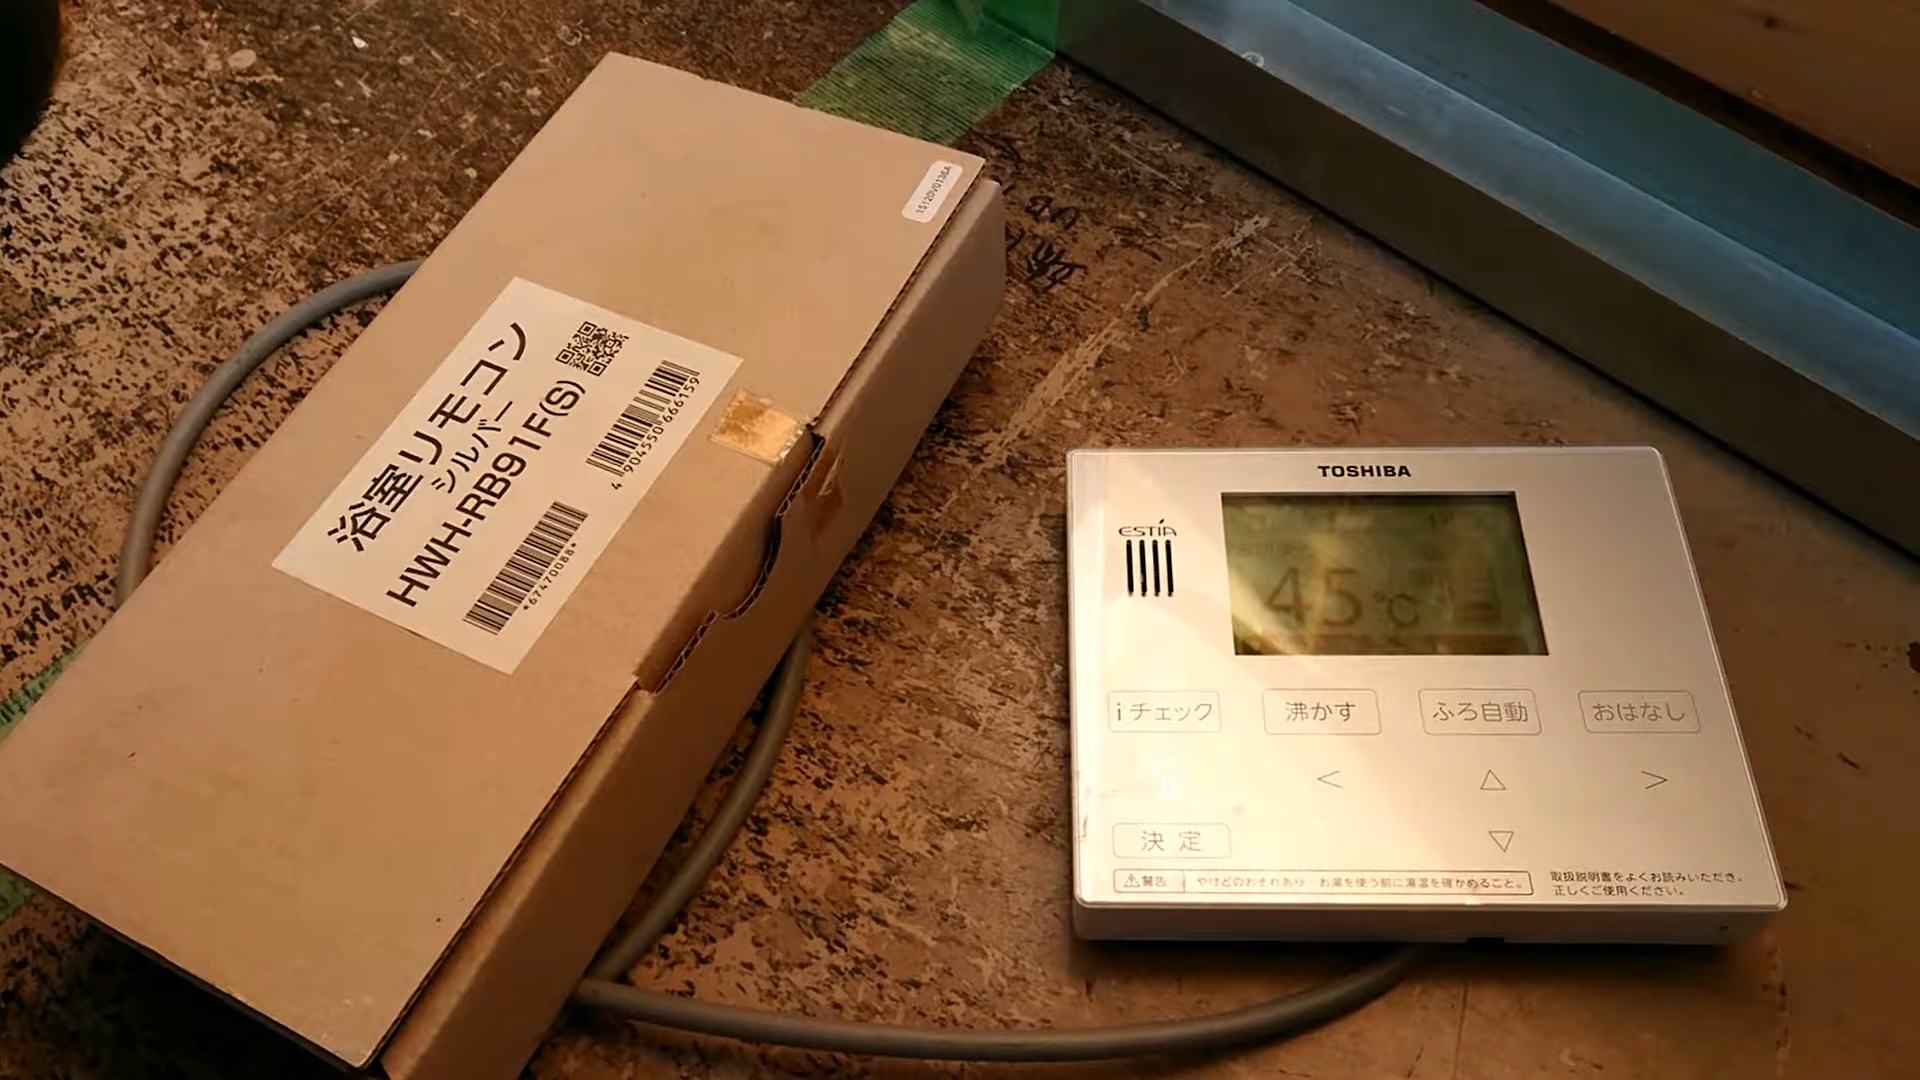 15120V0136A
浴室リモコン
シルバー
HWH-RB91F(S)
4 904550 666159
*67470088*
TOSHIBA
ESTIA
45℃
iチェック
沸かす
ふろ自動
おはなし
< △ >
決定
▽
⚠警告 やけどのおそれあり・お湯を使う前に湯温を確かめること。
取扱説明書をよくお読みいただき、
正しくご使用ください。